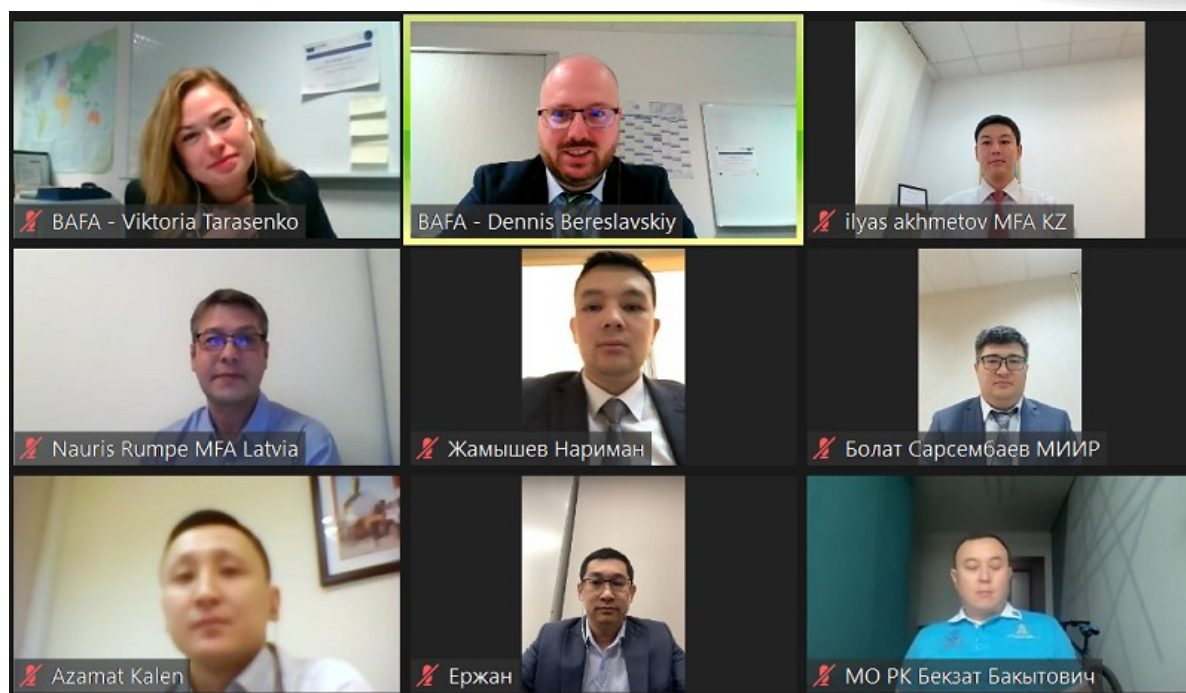 BAFA - Viktoria Tarasenko
BAFA - Dennis Bereslavskiy
ilyas akhmetov MFA KZ
Nauris Rumpe MFA Latvia
Жамышев Нариман
Болат Сарсембаев МИИР
Azamat Kalen
Ержан
МО РК Бекзат Бакытович